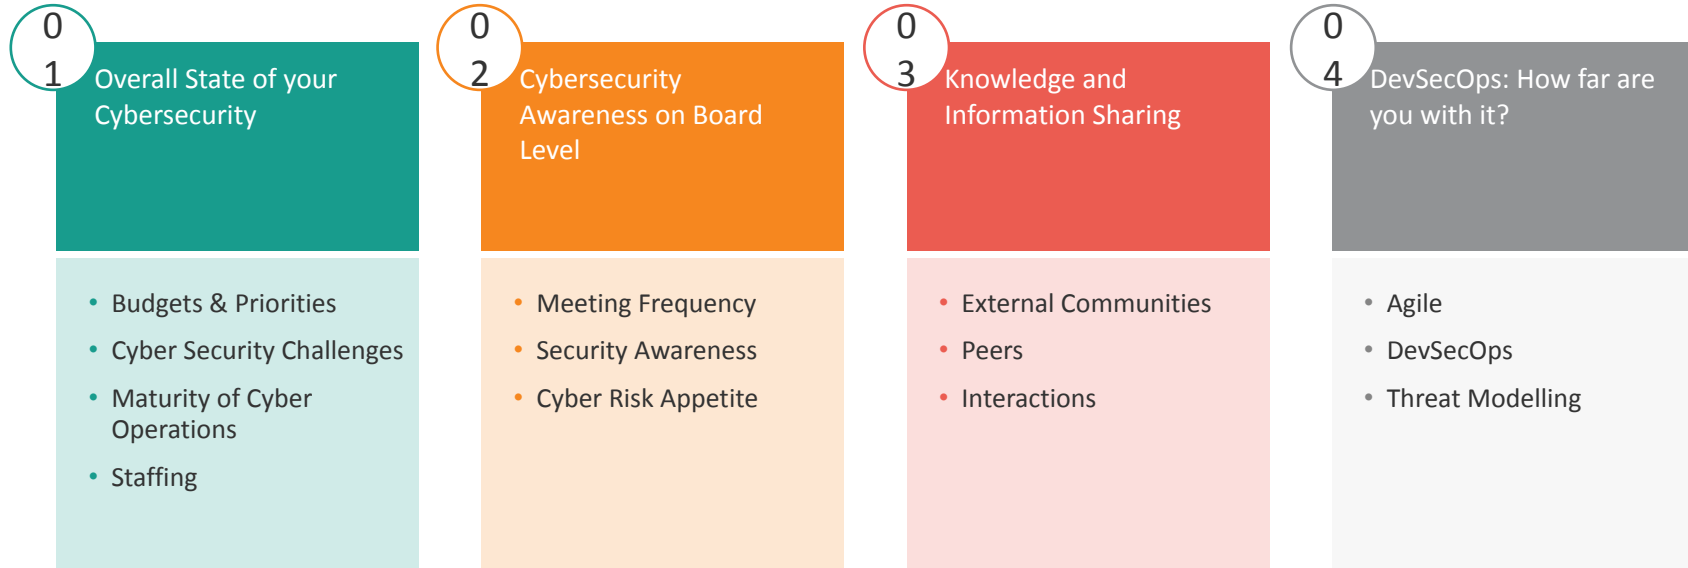 0
1
Overall State of your
Cybersecurity
• Budgets & Priorities
• Cyber Security Challenges
• Maturity of Cyber
Operations
• Staffing
0
2
Cybersecurity
Awareness on Board
Level
• Meeting Frequency
• Security Awareness
• Cyber Risk Appetite
0
3
Knowledge and
Information Sharing
• External Communities
• Peers
• Interactions
0
4
DevSecOps: How far are
you with it?
• Agile
• DevSecOps
• Threat Modelling